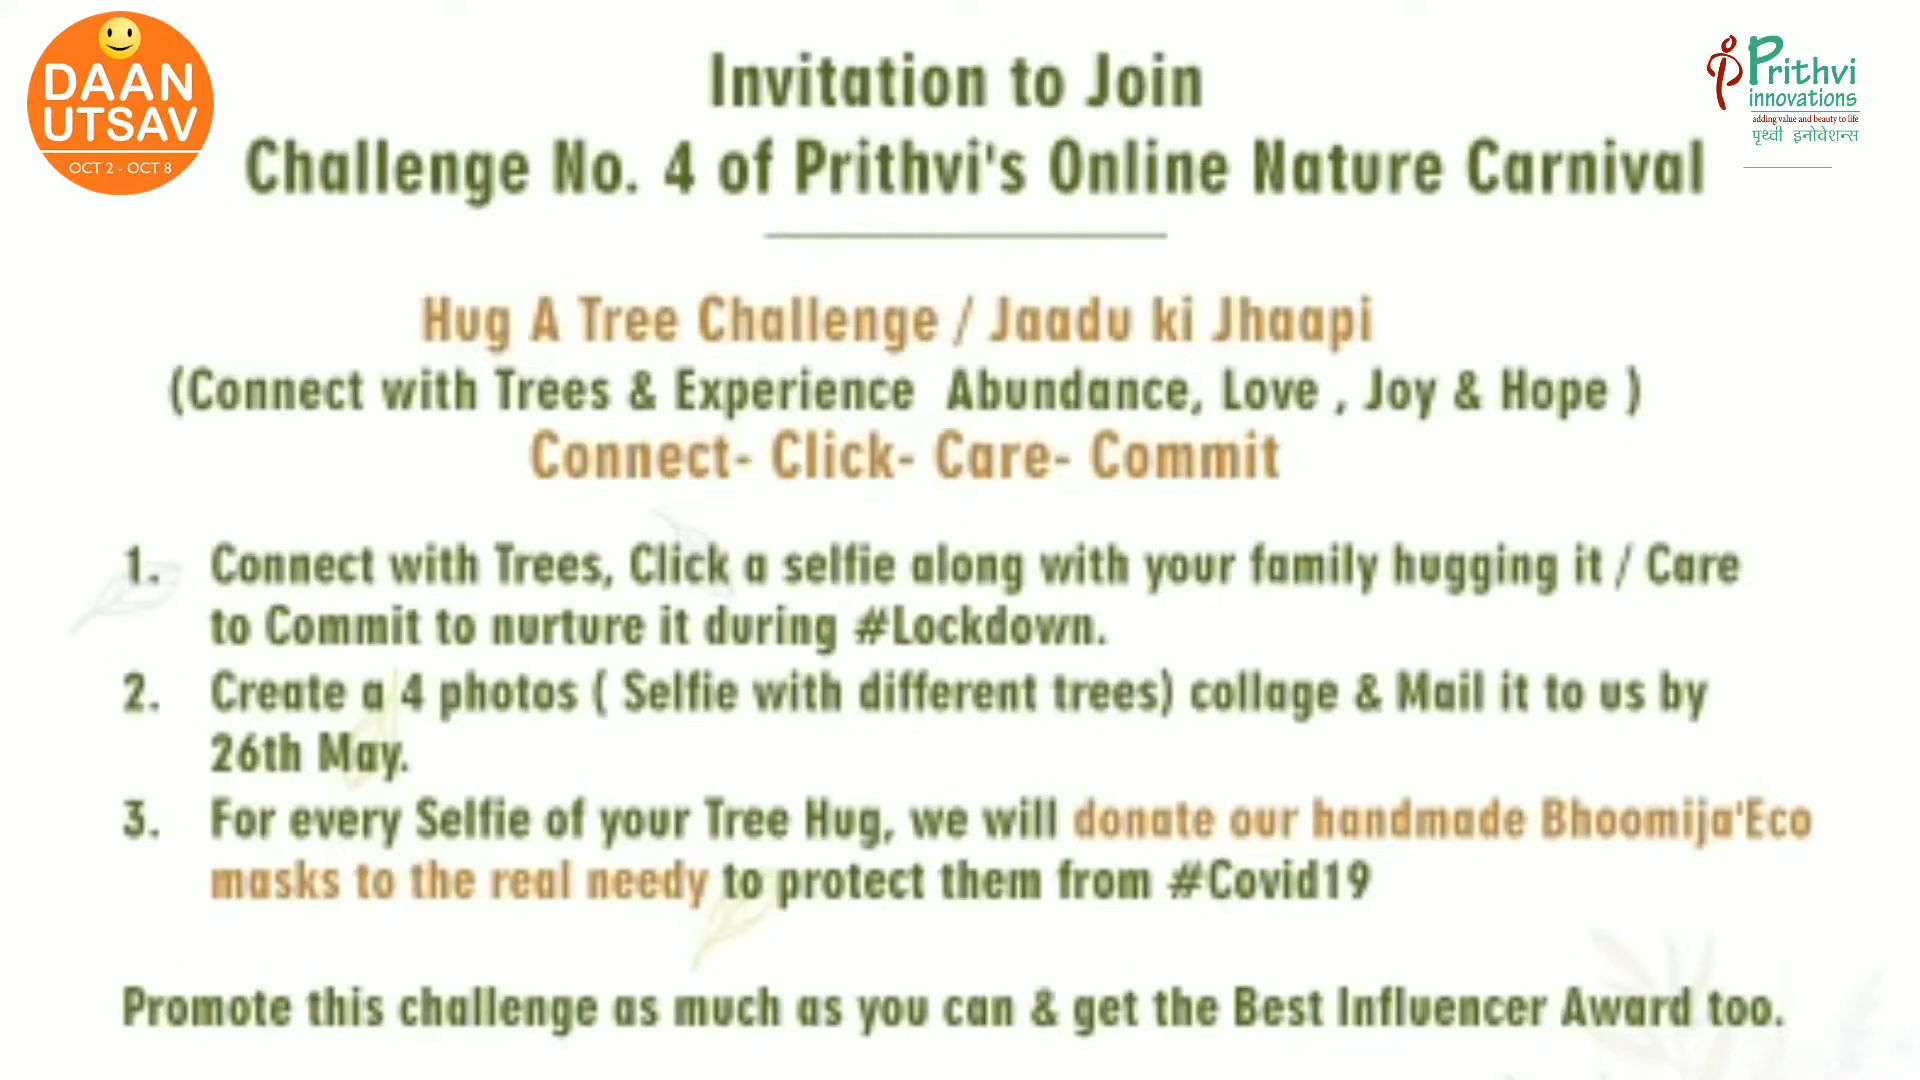 DAAN
UTSAV
OCT 2 - OCT 8
Prithvi
innovations
adding value and beauty to life
पृथ्वी इनोवेशन्स
Invitation to Join
Challenge No. 4 of Prithvi's Online Nature Carnival
Hug A Tree Challenge / Jaadu ki Jhaapi
(Connect with Trees & Experience Abundance, Love , Joy & Hope )
Connect- Click- Care- Commit
1. Connect with Trees, Click a selfie along with your family hugging it / Care
to Commit to nurture it during #Lockdown.
2. Create a 4 photos ( Selfie with different trees) collage & Mail it to us by
26th May.
3. For every Selfie of your Tree Hug, we will donate our handmade Bhoomija'Eco
masks to the real needy to protect them from #Covid19
Promote this challenge as much as you can & get the Best Influencer Award too.